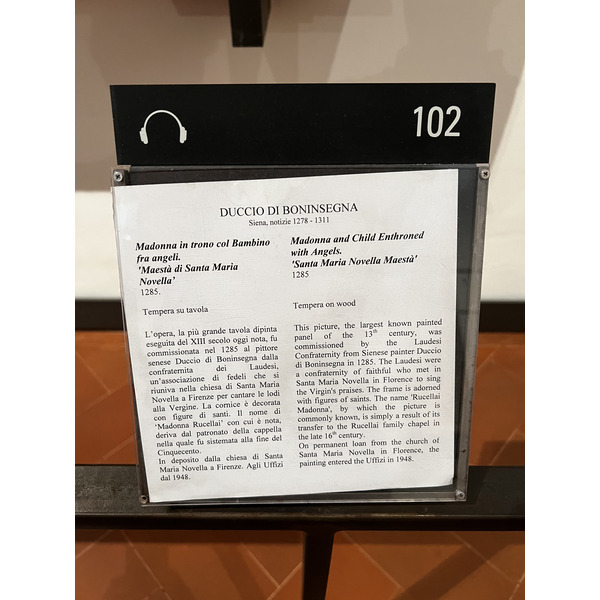 102
DUCCIO DI BONINSEGNA
Siena, notizie 1278 - 1311
Madonna in trono col Bambino
fra angeli.
'Maestà di Santa Maria
Novella'
1285.
Tempera su tavola
L'opera, la più grande tavola dipinta
eseguita del XIII secolo oggi nota, fu
commissionata nel 1285 al pittore
senese Duccio di Boninsegna dalla
confraternita dei Laudesi,
un'associazione di fedeli che si
riuniva nella chiesa di Santa Maria
Novella a Firenze per cantare le lodi
alla Vergine. La cornice è decorata
con figure di santi. Il nome di
'Madonna Rucellai' con cui è nota,
deriva dal patronato della cappella
nella quale fu sistemata alla fine del
Cinquecento.
In deposito dalla chiesa di Santa
Maria Novella a Firenze. Agli Uffizi
dal 1948.
Madonna and Child Enthroned
with Angels.
'Santa Maria Novella Maestà'
1285
Tempera on wood
This picture, the largest known painted
panel of the 13th century, was
commissioned by the Laudesi
Confraternity from Sienese painter Duccio
di Boninsegna in 1285. The Laudesi were
a confraternity of faithful who met in
Santa Maria Novella in Florence to sing
the Virgin's praises. The frame is adorned
with figures of saints. The name 'Rucellai
Madonna', by which the picture is
commonly known, is simply a result of its
transfer to the Rucellai family chapel in
the late 16th century.
On permanent loan from the church of
Santa Maria Novella in Florence, the
painting entered the Uffizi in 1948.